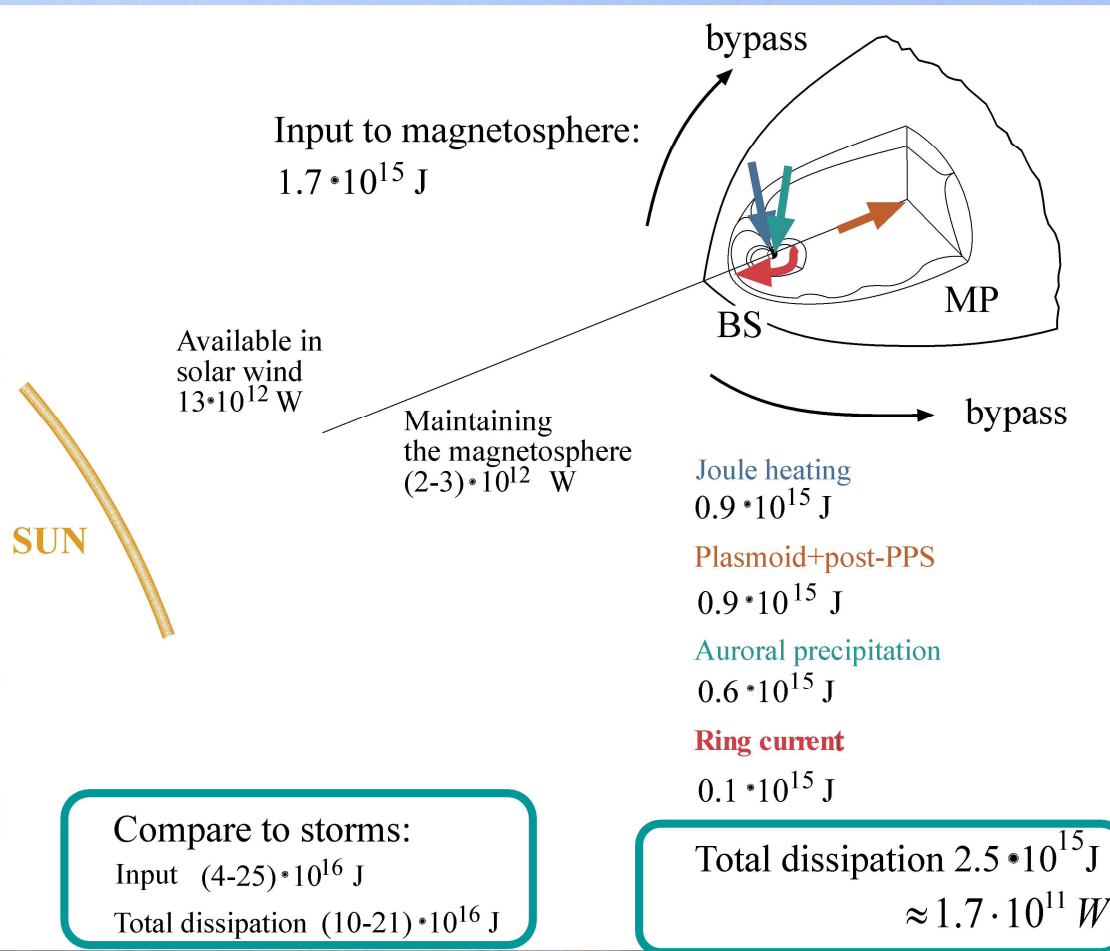 bypass
Input to magnetosphere:
1.7 •10¹⁵ J
MP
BS
Available in
solar wind
13•10¹² W
Maintaining
the magnetosphere
(2-3)•10¹² W
bypass
SUN
Joule heating
0.9 •10¹⁵ J
Plasmoid+post-PPS
0.9 •10¹⁵ J
Auroral precipitation
0.6 •10¹⁵ J
Ring current
0.1 •10¹⁵ J
Compare to storms:
Input (4-25)•10¹⁶ J
Total dissipation (10-21)•10¹⁶ J
Total dissipation 2.5 •10¹⁵ J
≈1.7·10¹¹ W